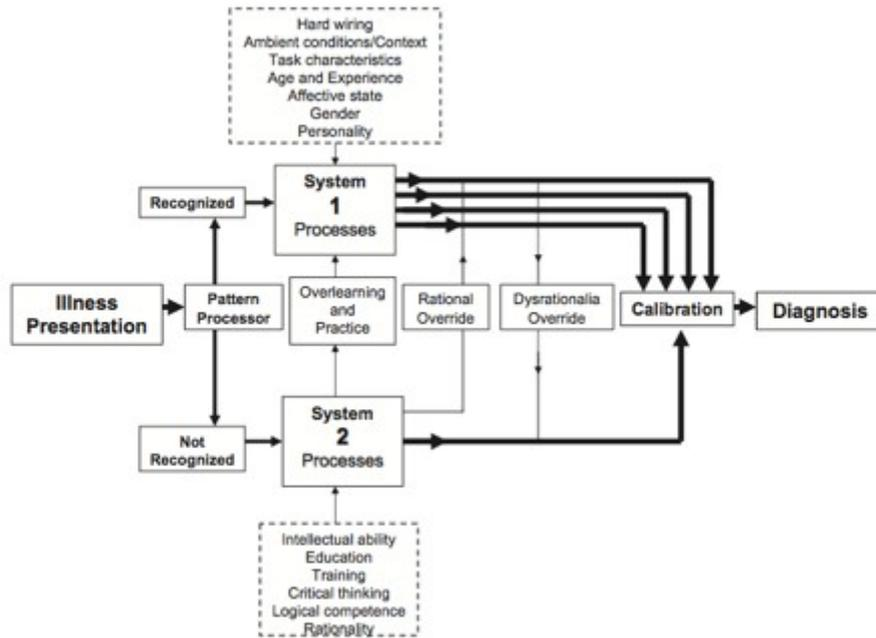 Hard wiring
Ambient conditions/Context
Task characteristics
Age and Experience
Affective state
Gender
Personality
System
1
Processes
Recognized
Illness
Presentation
Pattern
Processor
Overlearning
and
Practice
Rational
Override
Dysrationalia
Override
Calibration
Diagnosis
Not
Recognized
System
2
Processes
Intellectual ability
Education
Training
Critical thinking
Logical competence
Rationality